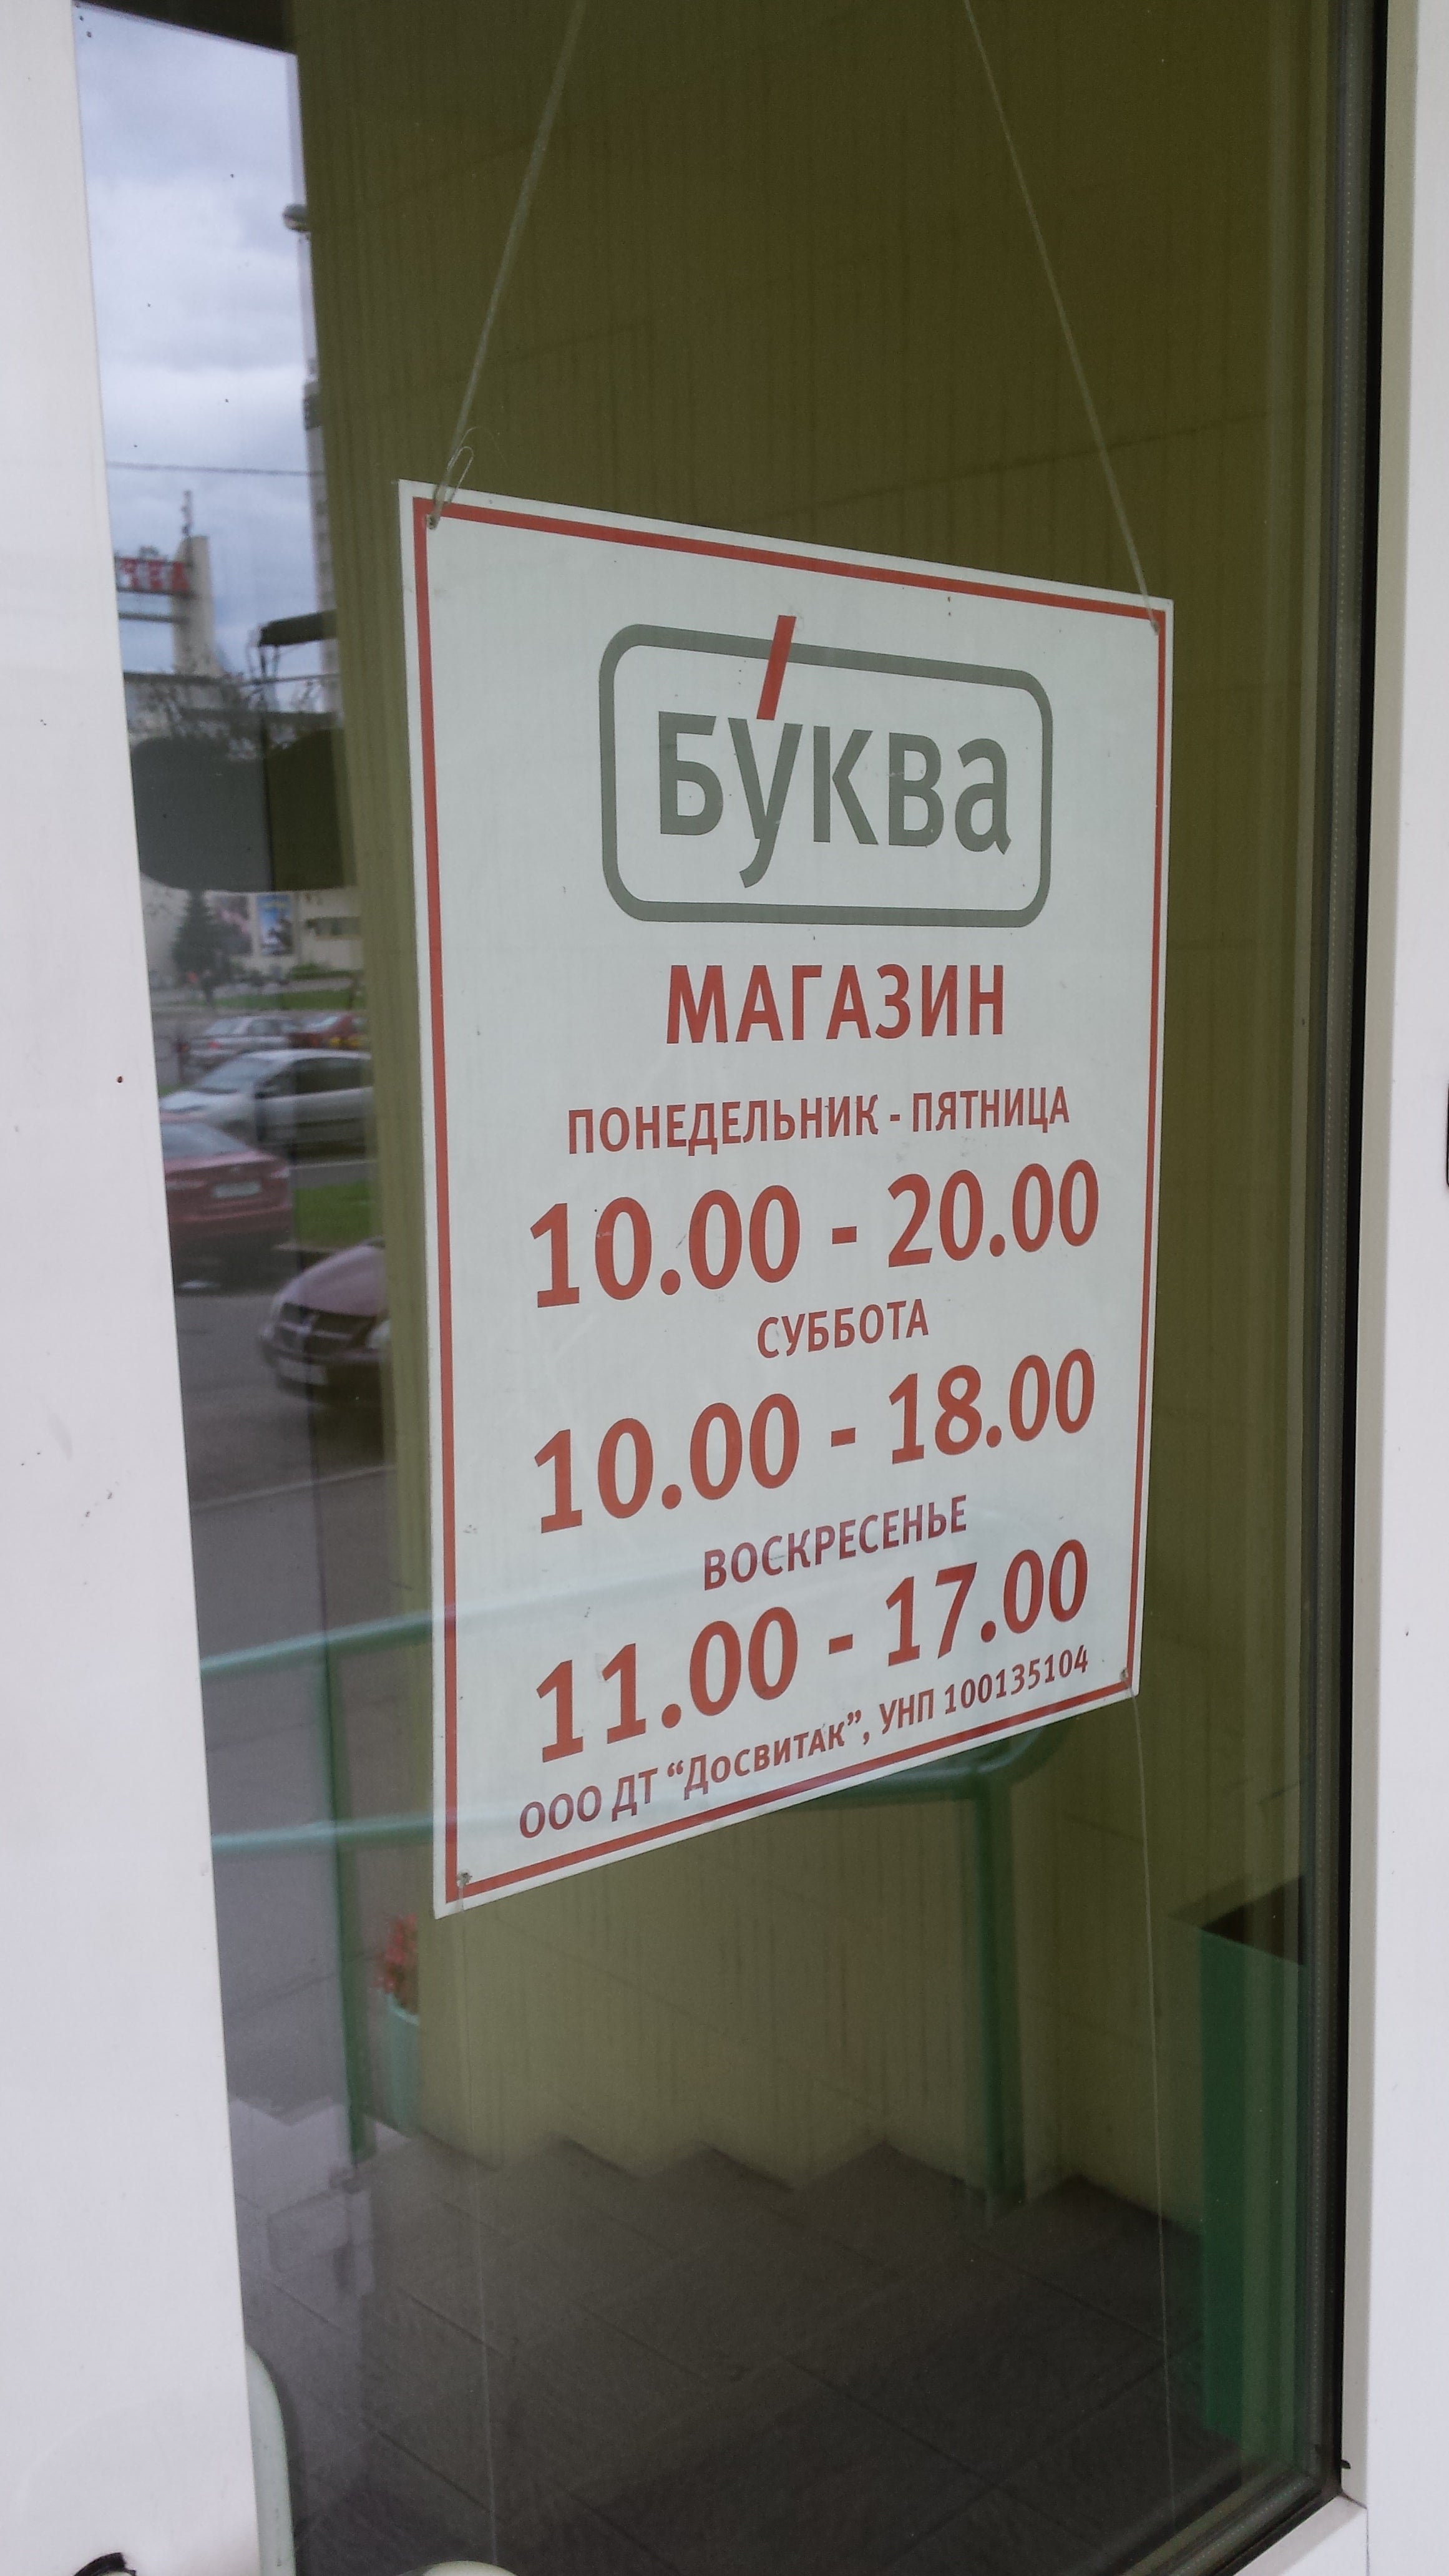 Буква
МАГАЗИН
ПОНЕДЕЛЬНИК - ПЯТНИЦА
10.00 - 20.00
СУББОТА
10.00 - 18.00
ВОСКРЕСЕНЬЕ
11.00 - 17.00
ООО ДТ “Досвитак”, УНП 100135104